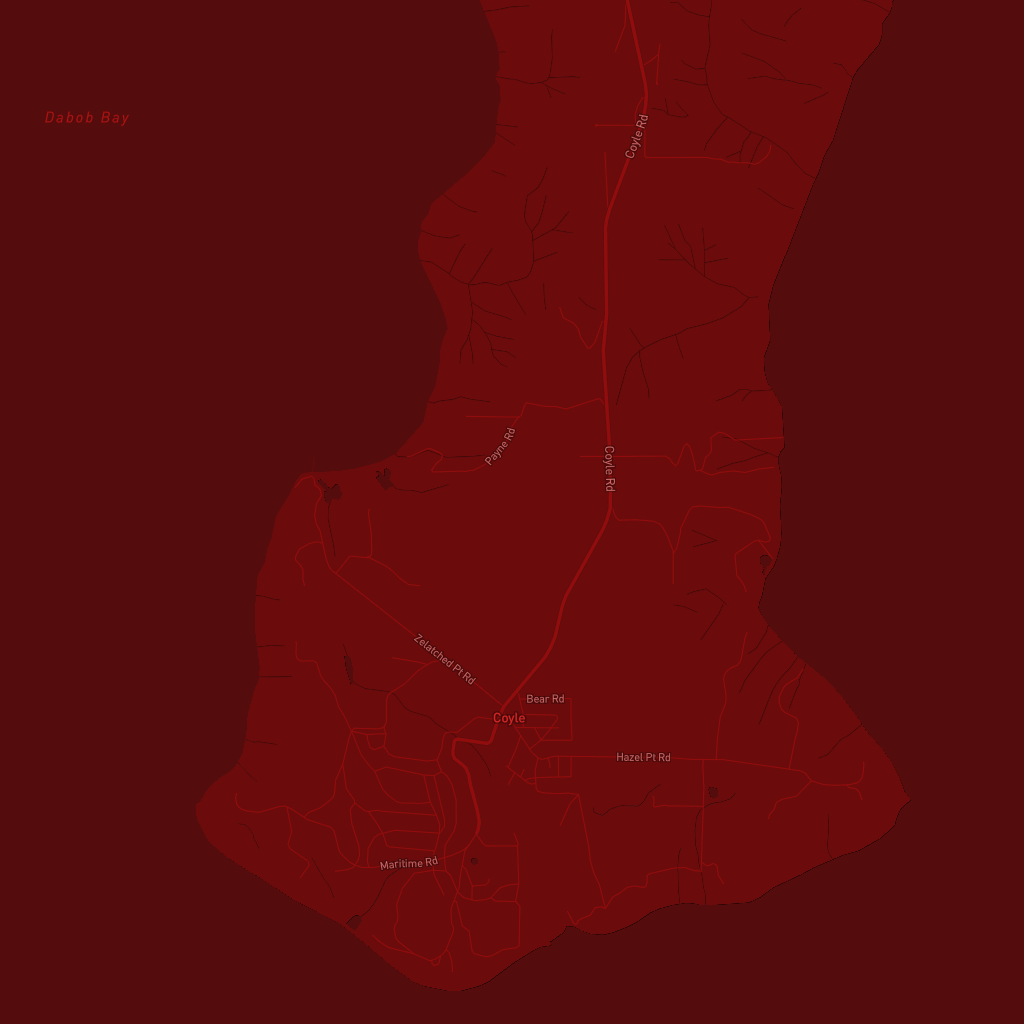 Dabob Bay
Coyle Rd
Payne Rd
Coyle Rd
Zelatched Pt Rd
Bear Rd
Coyle
Hazel Pt Rd
Maritime Rd